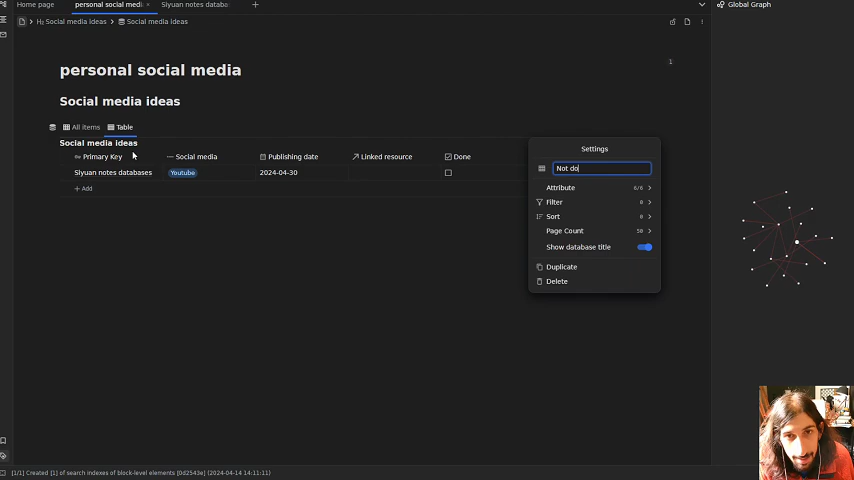 Home page personal social medi × Siyuan notes databa + Global Graph
H2 Social media ideas > Social media ideas
1
personal social media
Social media ideas
All items Table
Social media ideas
Primary Key Social media Publishing date Linked resource Done
Siyuan notes databases Youtube 2024-04-30
+ Add
Settings
Not do
Attribute 6/6 >
Filter 0 >
Sort 0 >
Page Count 50 >
Show database title
Duplicate
Delete
[1/1] Created [1] of search indexes of block-level elements [0d2543e] (2024-04-14 14:11:11)